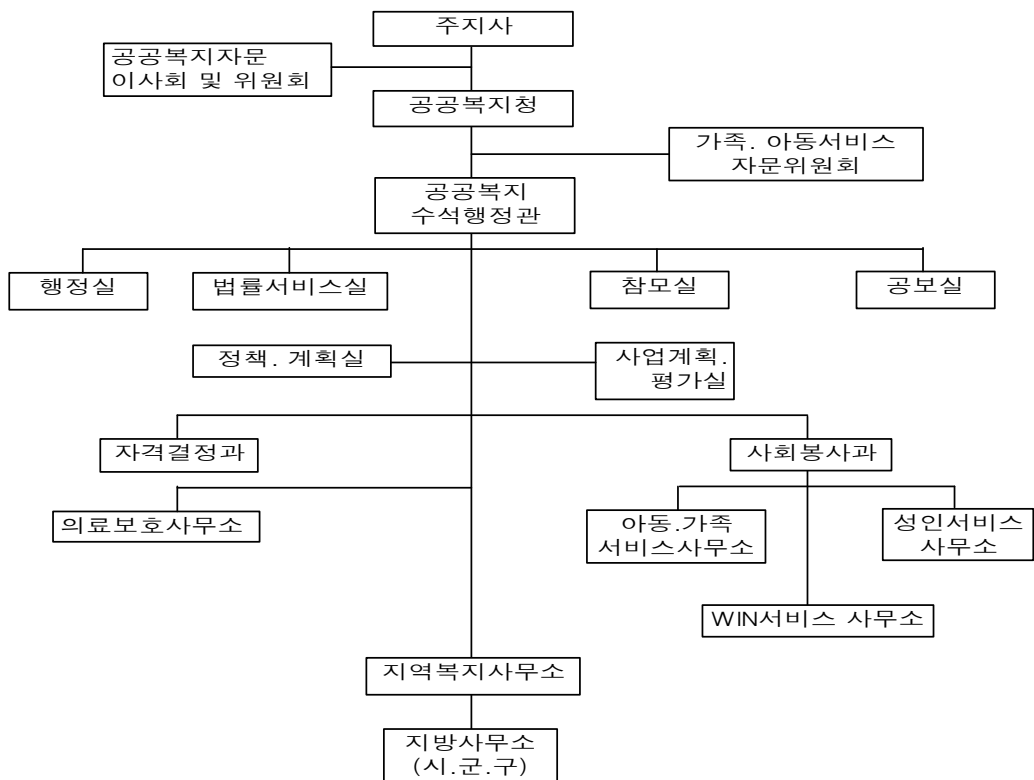 주지사
공공복지자문
이사회 및 위원회
공공복지청
가족. 아동서비스
자문위원회
공공복지
수석행정관
행정실
법률서비스실
참모실
공보실
정책. 계획실
사업계획.
평가실
자격결정과
사회봉사과
의료보호사무소
아동.가족
서비스사무소
성인서비스
사무소
WIN서비스 사무소
지역복지사무소
지방사무소
(시.군.구)